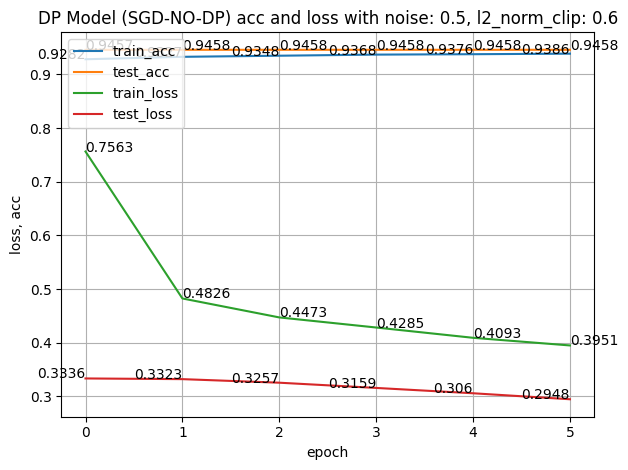 DP Model (SGD-NO-DP) acc and loss with noise: 0.5, l2_norm_clip: 0.6
train_acc
test_acc
train_loss
test_loss
0.9457 0.9458 0.9458 0.9458 0.9458 0.9458
0.9282 0.9348 0.9368 0.9376 0.9386
0.7563
0.4826
0.4473
0.4285
0.4093
0.3951
0.3336 0.3323 0.3257 0.3159 0.306 0.2948
0.9
0.8
0.7
0.6
0.5
0.4
0.3
loss, acc
0 1 2 3 4 5
epoch